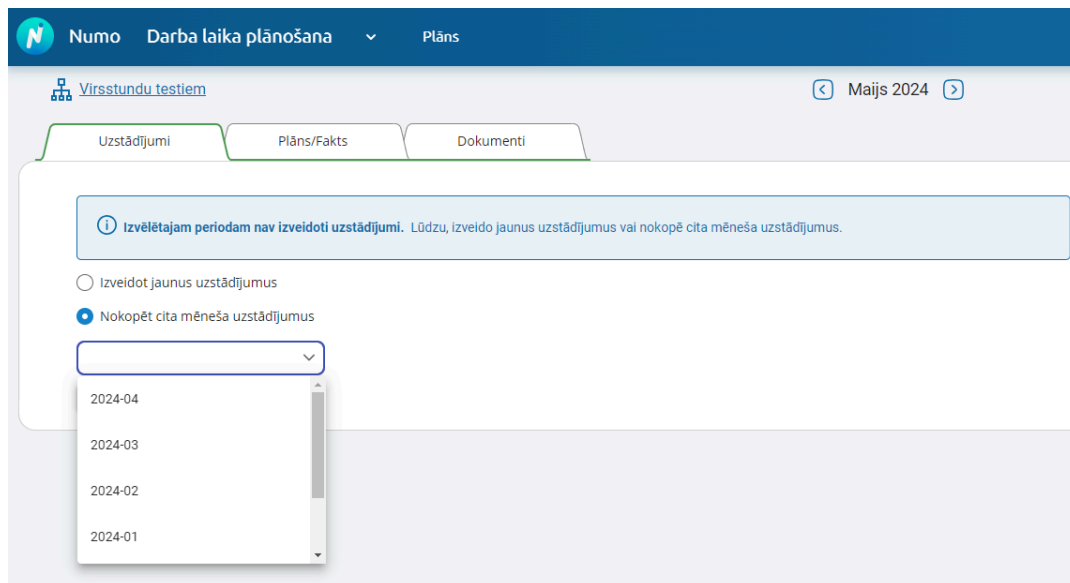 Numo Darba laika plānošana Plāns
Virsstundu testiem Maijs 2024
Uzstādījumi Plāns/Fakts Dokumenti
Izvēlētajam periodam nav izveidoti uzstādījumi. Lūdzu, izveido jaunus uzstādījumus vai nokopē cita mēneša uzstādījumus.
Izveidot jaunus uzstādījumus
Nokopēt cita mēneša uzstādījumus
2024-04
2024-03
2024-02
2024-01